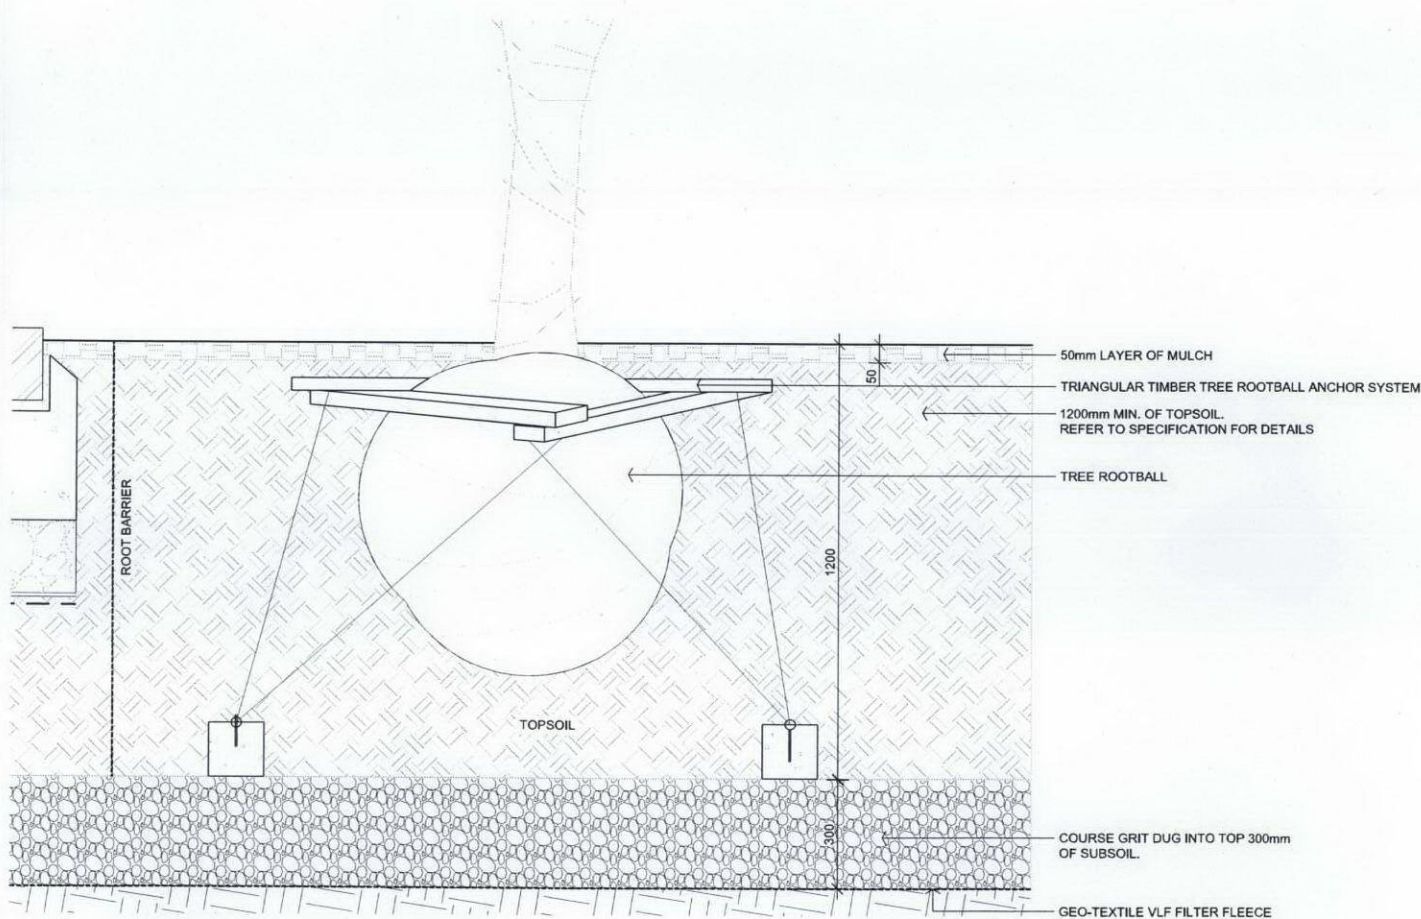 50mm LAYER OF MULCH
50
TRIANGULAR TIMBER TREE ROOTBALL ANCHOR SYSTEM
1200mm MIN. OF TOPSOIL.
REFER TO SPECIFICATION FOR DETAILS
TREE ROOTBALL
ROOT BARRIER
1200
TOPSOIL
300
COURSE GRIT DUG INTO TOP 300mm
OF SUBSOIL.
GEO-TEXTILE VLF FILTER FLEECE